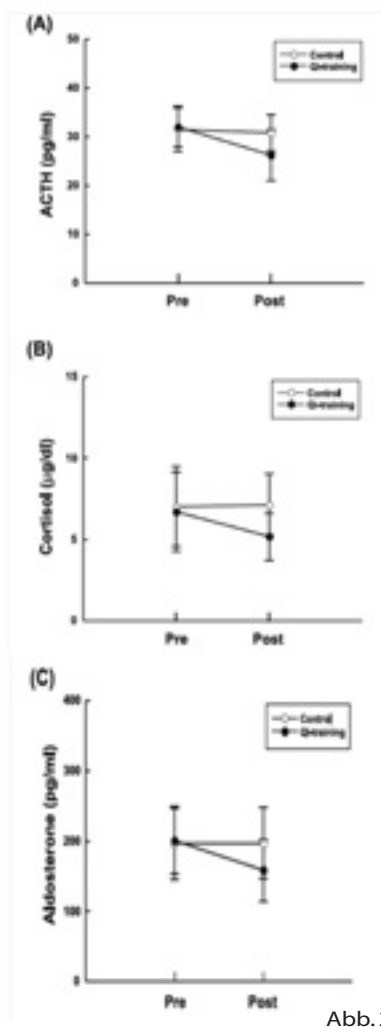 (A)
50
40
30
20
10
0
ACTH (pg/ml)
Control
Qi-training
Pre Post
(B)
15
10
5
0
Cortisol (μg/dl)
Control
Qi-training
Pre Post
(C)
400
300
200
100
0
Aldosterone (pg/ml)
Control
Qi-training
Pre Post
Abb.